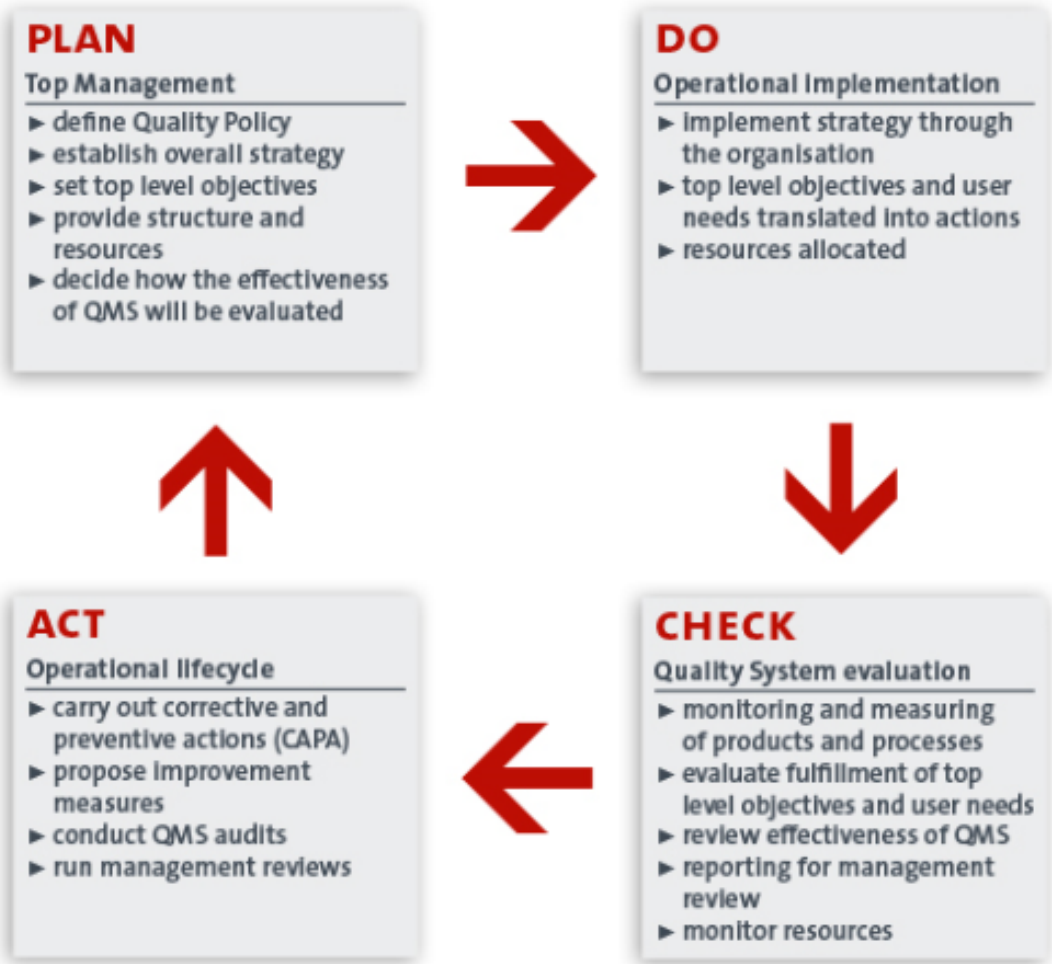 PLAN
Top Management
► define Quality Policy
► establish overall strategy
► set top level objectives
► provide structure and
resources
► decide how the effectiveness
of QMS will be evaluated
DO
Operational Implementation
► implement strategy through
the organisation
► top level objectives and user
needs translated into actions
► resources allocated
CHECK
Quality System evaluation
► monitoring and measuring
of products and processes
► evaluate fulfillment of top
level objectives and user needs
► review effectiveness of QMS
► reporting for management
review
► monitor resources
ACT
Operational lifecycle
► carry out corrective and
preventive actions (CAPA)
► propose improvement
measures
► conduct QMS audits
► run management reviews